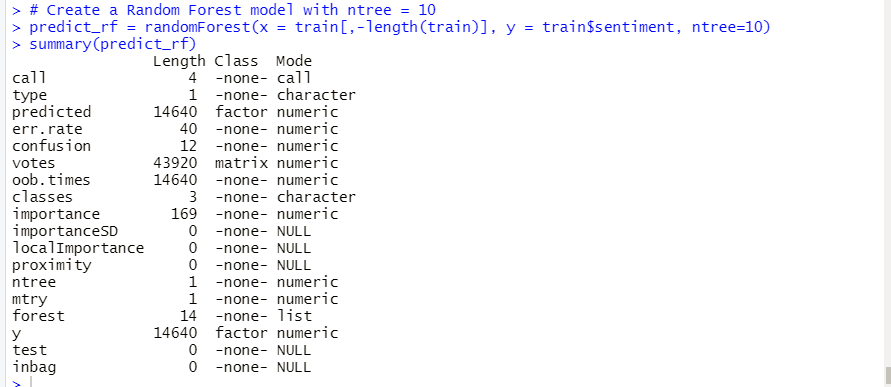 > # Create a Random Forest model with ntree = 10
> predict_rf = randomForest(x = train[,-length(train)], y = train$sentiment, ntree=10)
> summary(predict_rf)
                Length Class  Mode
call                4  -none- call
type                1  -none- character
predicted       14640  factor numeric
err.rate           40  -none- numeric
confusion          12  -none- numeric
votes           43920  matrix numeric
oob.times       14640  -none- numeric
classes             3  -none- character
importance        169  -none- numeric
importanceSD        0  -none- NULL
localImportance     0  -none- NULL
proximity           0  -none- NULL
ntree               1  -none- numeric
mtry                1  -none- numeric
forest             14  -none- list
y               14640  factor numeric
test                0  -none- NULL
inbag               0  -none- NULL
>